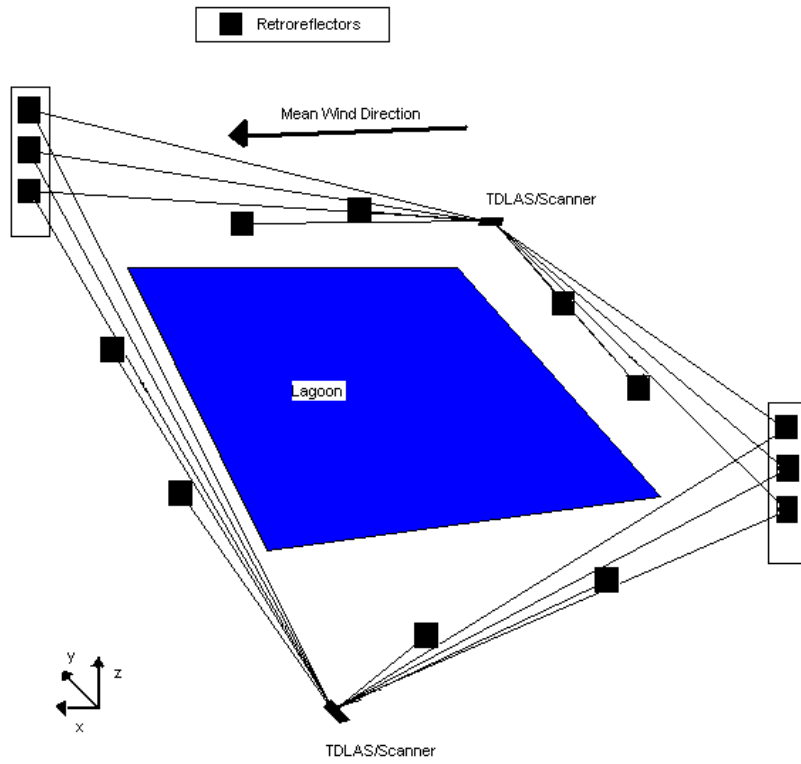 Retroreflectors
Mean Wind Direction
TDLAS/Scanner
Lagoon
y
z
x
TDLAS/Scanner